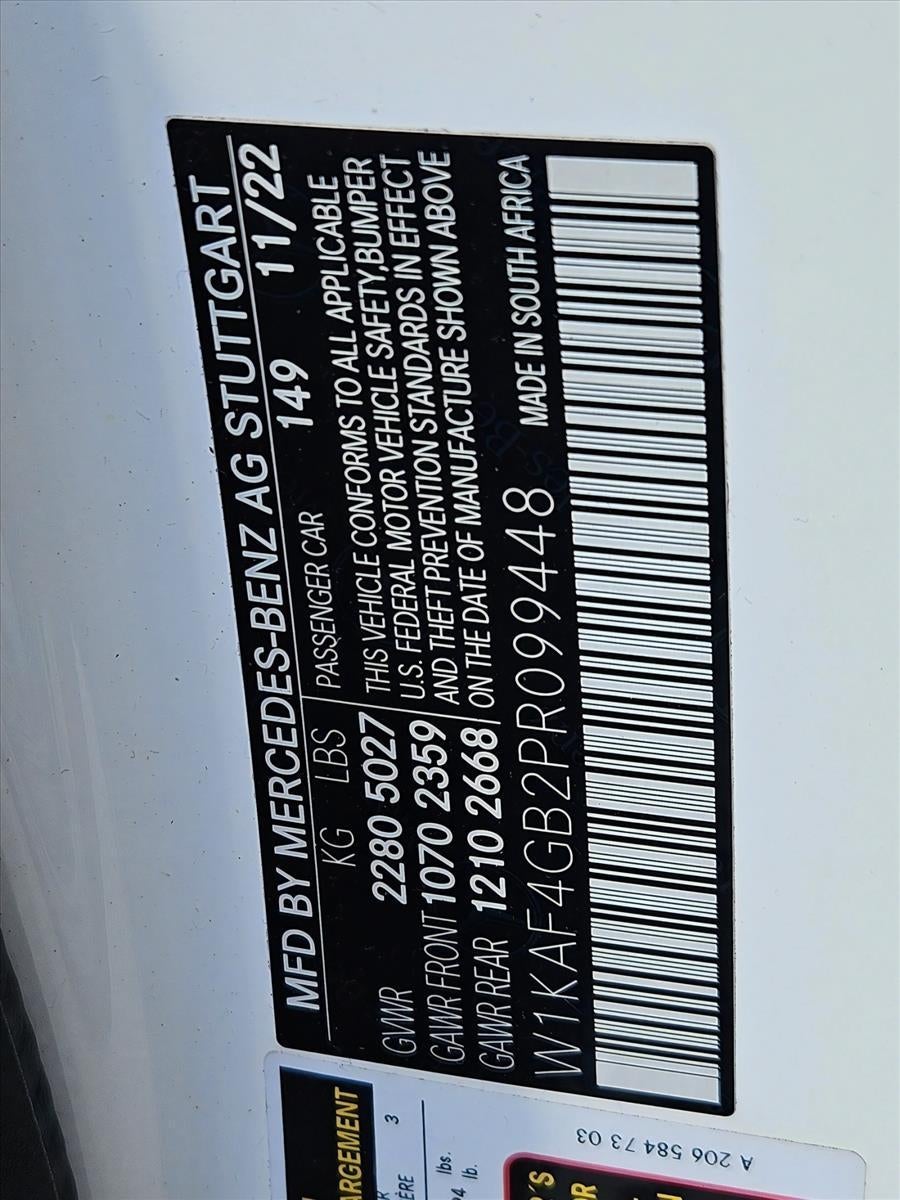 MFD BY MERCEDES-BENZ AG STUTTGART
149 11/22
KG LBS PASSENGER CAR
GVWR 2280 5027
GAWR FRONT 1070 2359
GAWR REAR 1210 2668
THIS VEHICLE CONFORMS TO ALL APPLICABLE
U.S. FEDERAL MOTOR VEHICLE SAFETY,BUMPER
AND THEFT PREVENTION STANDARDS IN EFFECT
ON THE DATE OF MANUFACTURE SHOWN ABOVE
W1KAF4GB2PR099448 MADE IN SOUTH AFRICA
ARGEMENT
3
ÈRE
lbs.
lb.
A 206 584 73 03
'S
OR